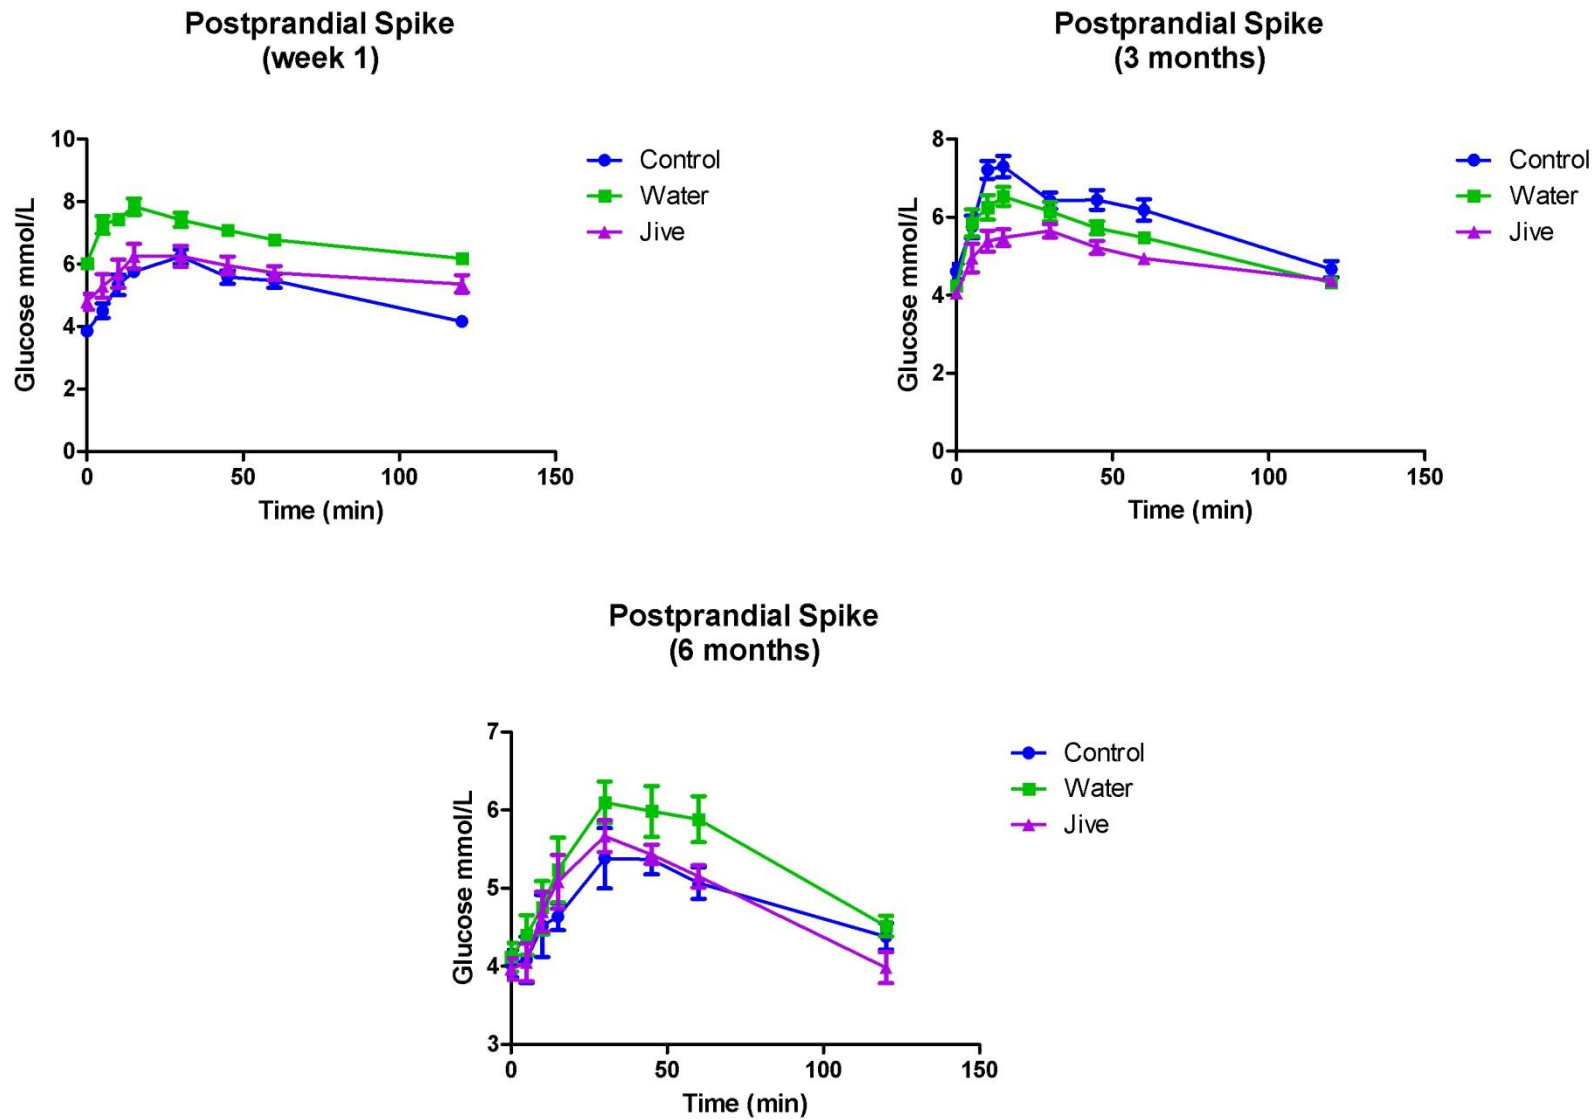 Postprandial Spike
(week 1)
Glucose mmol/L
10
8
6
4
2
0
0 50 100 150
Time (min)
Control
Water
Jive
Postprandial Spike
(3 months)
Glucose mmol/L
8
6
4
2
0
0 50 100 150
Time (min)
Control
Water
Jive
Postprandial Spike
(6 months)
Glucose mmol/L
7
6
5
4
3
0 50 100 150
Time (min)
Control
Water
Jive